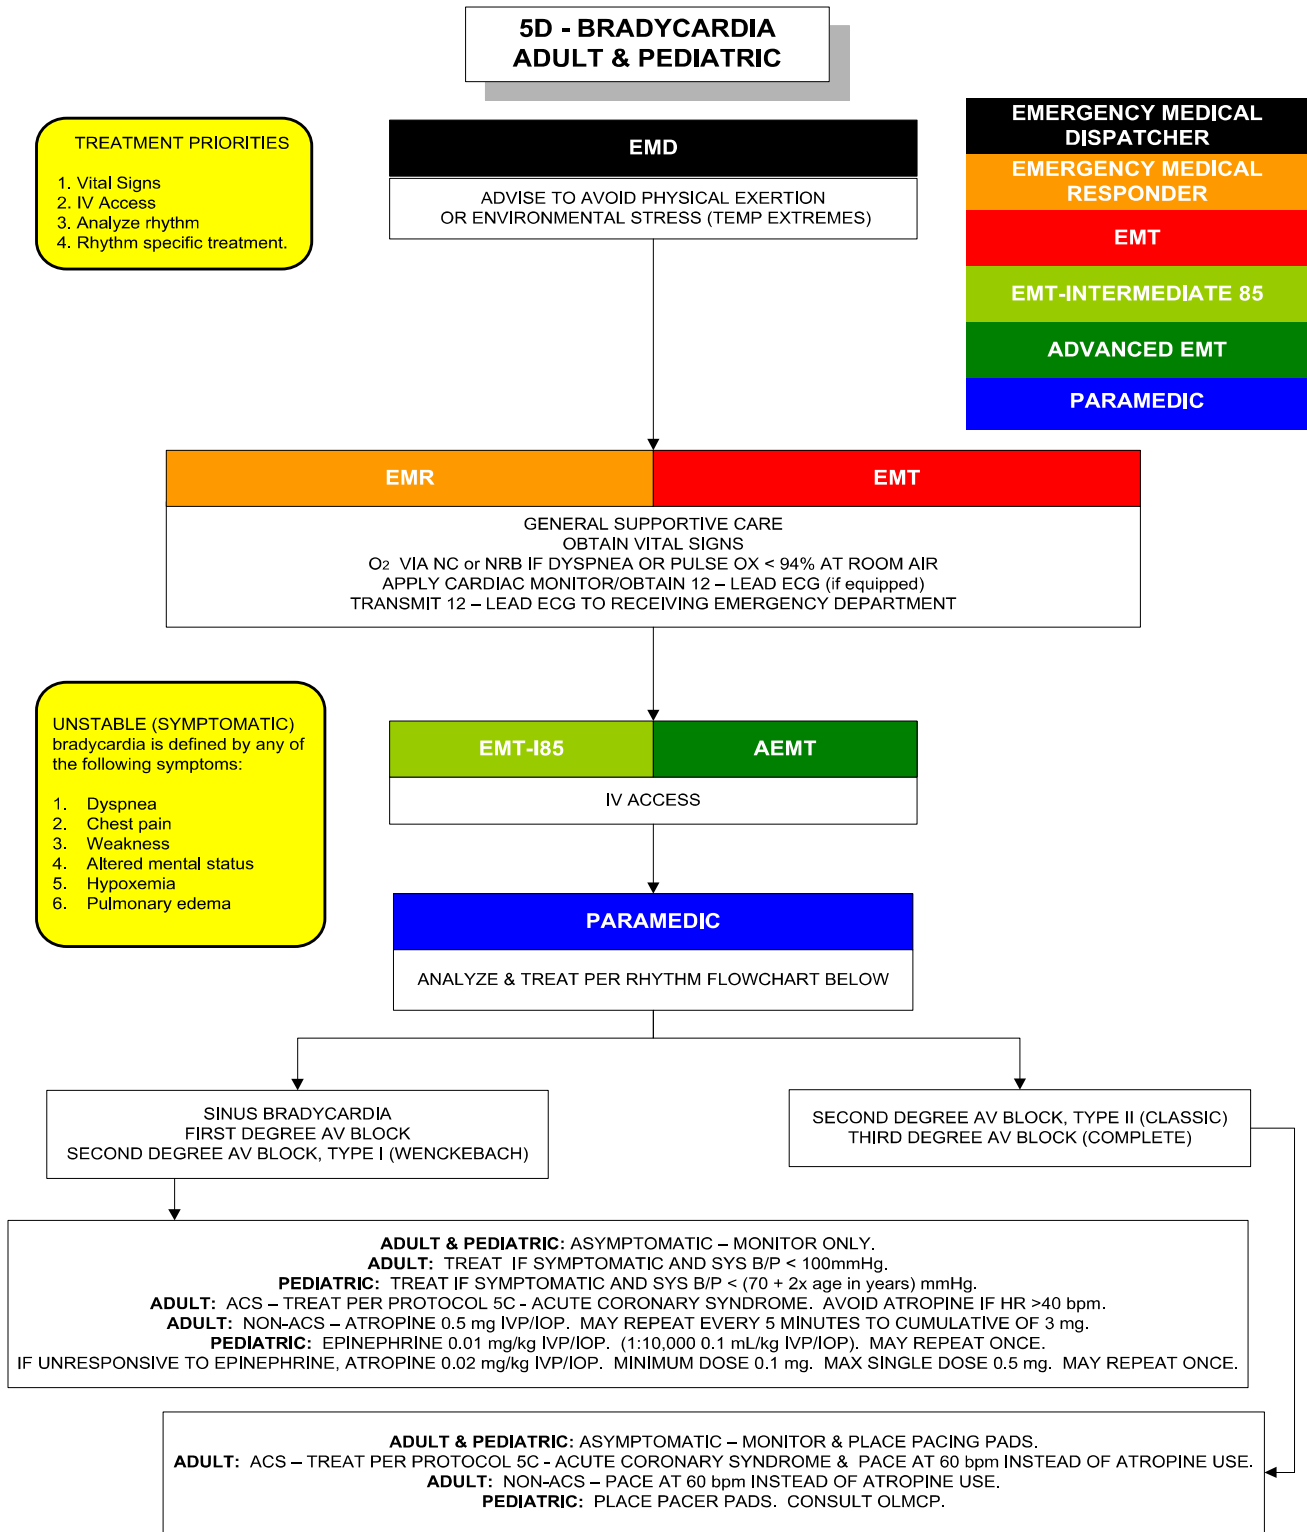 5D - BRADYCARDIA
ADULT & PEDIATRIC
TREATMENT PRIORITIES
1. Vital Signs
2. IV Access
3. Analyze rhythm
4. Rhythm specific treatment.
EMD
ADVISE TO AVOID PHYSICAL EXERTION
OR ENVIRONMENTAL STRESS (TEMP EXTREMES)
EMERGENCY MEDICAL
DISPATCHER
EMERGENCY MEDICAL
RESPONDER
EMT
EMT-INTERMEDIATE 85
ADVANCED EMT
PARAMEDIC
EMR
EMT
GENERAL SUPPORTIVE CARE
OBTAIN VITAL SIGNS
O2 VIA NC or NRB IF DYSPNEA OR PULSE OX < 94% AT ROOM AIR
APPLY CARDIAC MONITOR/OBTAIN 12 – LEAD ECG (if equipped)
TRANSMIT 12 – LEAD ECG TO RECEIVING EMERGENCY DEPARTMENT
UNSTABLE (SYMPTOMATIC)
bradycardia is defined by any of
the following symptoms:
1. Dyspnea
2. Chest pain
3. Weakness
4. Altered mental status
5. Hypoxemia
6. Pulmonary edema
EMT-I85
AEMT
IV ACCESS
PARAMEDIC
ANALYZE & TREAT PER RHYTHM FLOWCHART BELOW
SINUS BRADYCARDIA
FIRST DEGREE AV BLOCK
SECOND DEGREE AV BLOCK, TYPE I (WENCKEBACH)
SECOND DEGREE AV BLOCK, TYPE II (CLASSIC)
THIRD DEGREE AV BLOCK (COMPLETE)
ADULT & PEDIATRIC: ASYMPTOMATIC – MONITOR ONLY.
ADULT: TREAT IF SYMPTOMATIC AND SYS B/P < 100mmHg.
PEDIATRIC: TREAT IF SYMPTOMATIC AND SYS B/P < (70 + 2x age in years) mmHg.
ADULT: ACS – TREAT PER PROTOCOL 5C - ACUTE CORONARY SYNDROME. AVOID ATROPINE IF HR >40 bpm.
ADULT: NON-ACS – ATROPINE 0.5 mg IVP/IOP. MAY REPEAT EVERY 5 MINUTES TO CUMULATIVE OF 3 mg.
PEDIATRIC: EPINEPHRINE 0.01 mg/kg IVP/IOP. (1:10,000 0.1 mL/kg IVP/IOP). MAY REPEAT ONCE.
IF UNRESPONSIVE TO EPINEPHRINE, ATROPINE 0.02 mg/kg IVP/IOP. MINIMUM DOSE 0.1 mg. MAX SINGLE DOSE 0.5 mg. MAY REPEAT ONCE.
ADULT & PEDIATRIC: ASYMPTOMATIC – MONITOR & PLACE PACING PADS.
ADULT: ACS – TREAT PER PROTOCOL 5C - ACUTE CORONARY SYNDROME & PACE AT 60 bpm INSTEAD OF ATROPINE USE.
ADULT: NON-ACS – PACE AT 60 bpm INSTEAD OF ATROPINE USE.
PEDIATRIC: PLACE PACER PADS. CONSULT OLMCP.